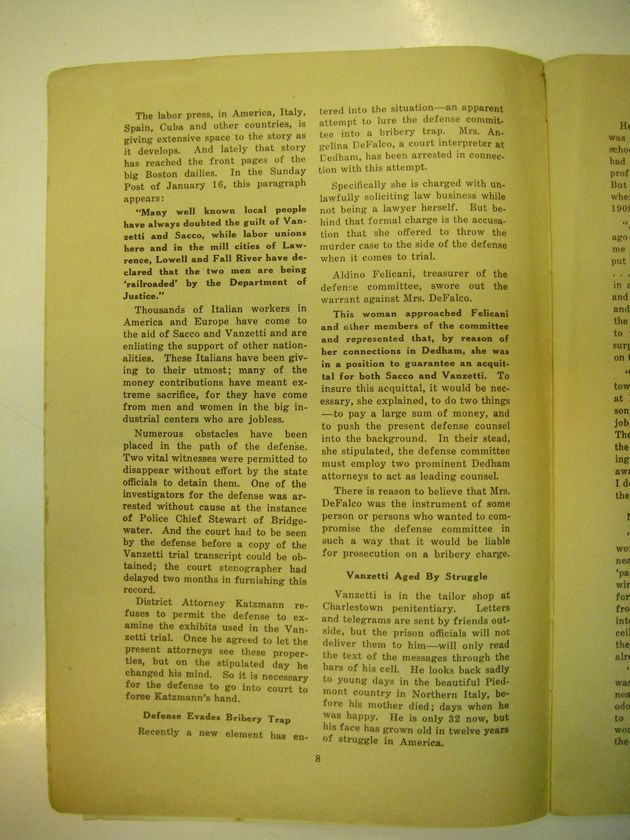 The labor press, in America, Italy,
Spain, Cuba and other countries, is
giving extensive space to the story as
it develops. And lately that story
has reached the front pages of the
big Boston dailies. In the Sunday
Post of January 16, this paragraph
appears:
"Many well known local people
have always doubted the guilt of Van-
zetti and Sacco, while labor unions
here and in the mill cities of Law-
rence, Lowell and Fall River have de-
clared that the two men are being
'railroaded' by the Department of
Justice."
Thousands of Italian workers in
America and Europe have come to
the aid of Sacco and Vanzetti and are
enlisting the support of other nation-
alities. These Italians have been giv-
ing to their utmost; many of the
money contributions have meant ex-
treme sacrifice, for they have come
from men and women in the big in-
dustrial centers who are jobless.
Numerous obstacles have been
placed in the path of the defense.
Two vital witnesses were permitted to
disappear without effort by the state
officials to detain them. One of the
investigators for the defense was ar-
rested without cause at the instance
of Police Chief Stewart of Bridge-
water. And the court had to be seen
by the defense before a copy of the
Vanzetti trial transcript could be ob-
tained; the court stenographer had
delayed two months in furnishing this
record.
District Attorney Katzmann re-
fuses to permit the defense to ex-
amine the exhibits used in the Van-
zetti trial. Once he agreed to let the
present attorneys see these proper-
ties, but on the stipulated day he
changed his mind. So it is necessary
for the defense to go into court to
force Katzmann's hand.
Defense Evades Bribery Trap
Recently a new element has en-
tered into the situation—an apparent
attempt to lure the defense commit-
tee into a bribery trap. Mrs. An-
gelina DeFalco, a court interpreter at
Dedham, has been arrested in connec-
tion with this attempt.
Specifically she is charged with un-
lawfully soliciting law business while
not being a lawyer herself. But be-
hind that formal charge is the accusa-
tion that she offered to throw the
murder case to the side of the defense
when it comes to trial.
Aldino Felicani, treasurer of the
defense committee, swore out the
warrant against Mrs. DeFalco.
This woman approached Felicani
and other members of the committee
and represented that, by reason of
her connections in Dedham, she was
in a position to guarantee an acquit-
tal for both Sacco and Vanzetti. To
insure this acquittal, it would be nec-
essary, she explained, to do two things
—to pay a large sum of money, and
to push the present defense counsel
into the background. In their stead,
she stipulated, the defense committee
must employ two prominent Dedham
attorneys to act as leading counsel.
There is reason to believe that Mrs.
DeFalco was the instrument of some
person or persons who wanted to com-
promise the defense committee in
such a way that it would be liable
for prosecution on a bribery charge.
Vanzetti Aged By Struggle
Vanzetti is in the tailor shop at
Charlestown penitentiary. Letters
and telegrams are sent by friends out-
side, but the prison officials will not
deliver them to him—will only read
the text of the messages through the
bars of his cell. He looks back sadly
to young days in the beautiful Pied-
mont country in Northern Italy, be-
fore his mother died; days when he
was happy. He is only 32 now, but
his face has grown old in twelve years
of struggle in America.
8